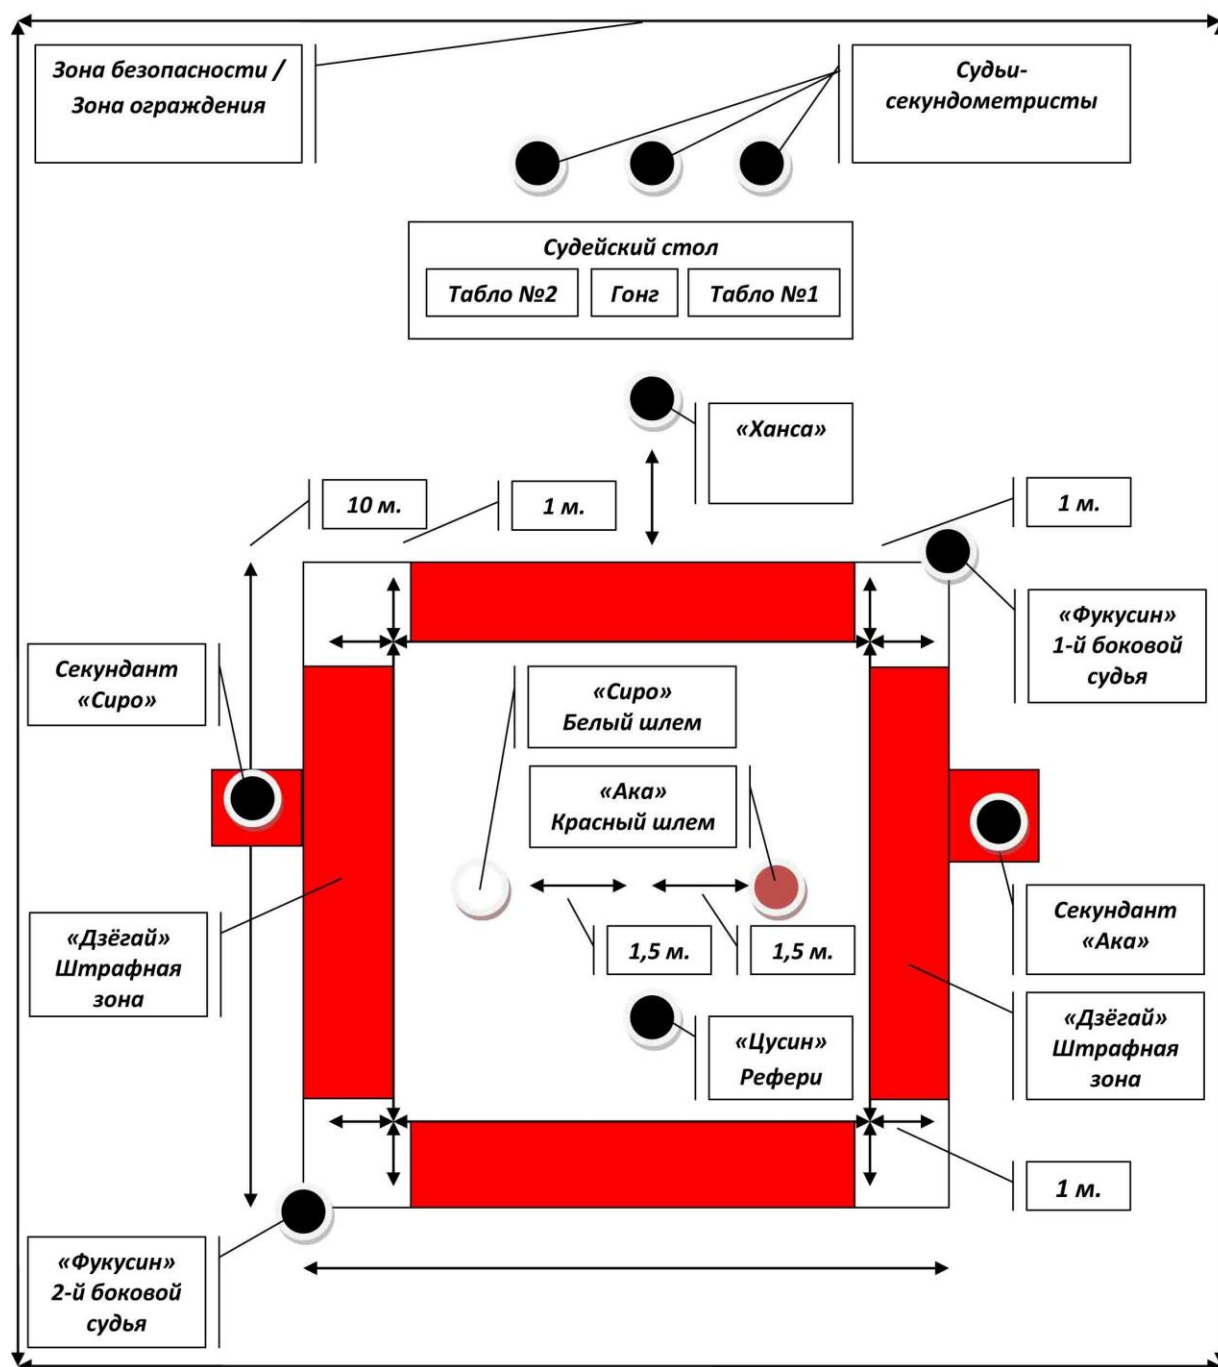 Зона безопасности /
Зона ограждения
Судьи-
секундометристы
Судейский стол
Табло №2
Гонг
Табло №1
«Ханса»
10 м.
1 м.
1 м.
«Фукусин»
1-й боковой
судья
Секундант
«Сиро»
«Сиро»
Белый шлем
«Ака»
Красный шлем
«Дзёгай»
Штрафная
зона
1,5 м.
1,5 м.
Секундант
«Ака»
«Цусин»
Рефери
«Дзёгай»
Штрафная
зона
1 м.
«Фукусин»
2-й боковой
судья